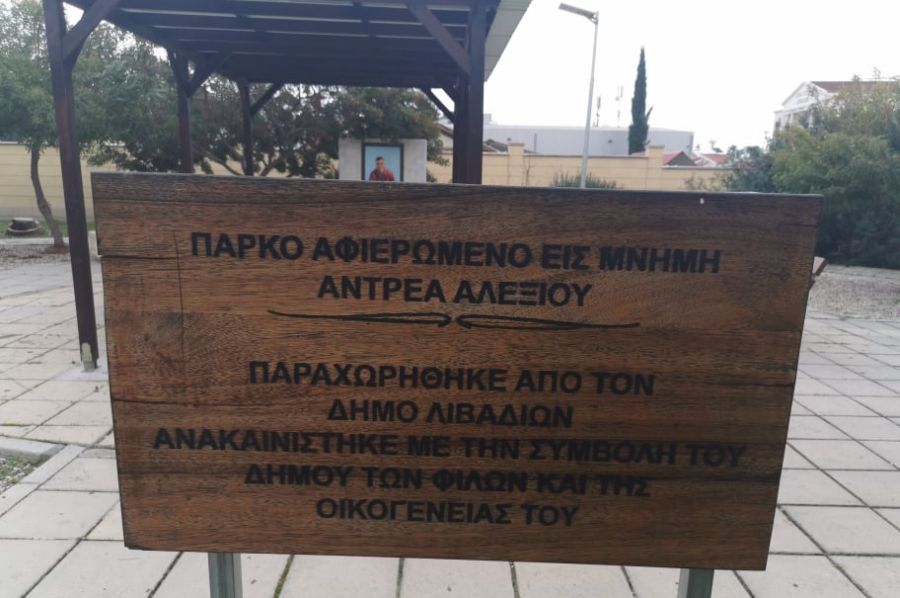 ΠΑΡΚΟ ΑΦΙΕΡΩΜΕΝΟ ΕΙΣ ΜΝΗΜΗ
ΑΝΤΡΕΑ ΑΛΕΞΙΟΥ
ΠΑΡΑΧΩΡΗΘΗΚΕ ΑΠΟ ΤΟΝ
ΔΗΜΟ ΛΙΒΑΔΙΩΝ
ΑΝΑΚΑΙΝΙΣΤΗΚΕ ΜΕ ΤΗΝ ΣΥΜΒΟΛΗ ΤΟΥ
ΔΗΜΟΥ ΤΩΝ ΦΙΛΩΝ ΚΑΙ ΤΗΣ
ΟΙΚΟΓΕΝΕΙΑΣ ΤΟΥ